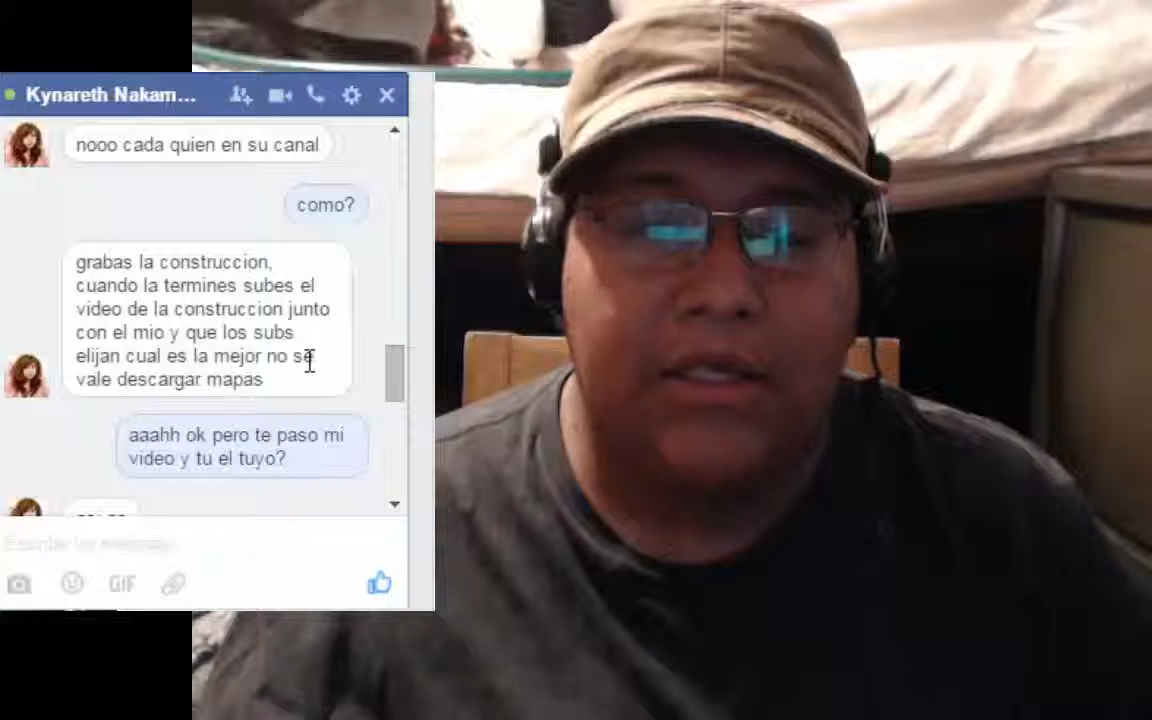 Kynareth Nakam...
nooo cada quien en su canal
como?
grabas la construccion,
cuando la termines subes el
video de la construccion junto
con el mio y que los subs
elijan cual es la mejor no se
vale descargar mapas
aaahh ok pero te paso mi
video y tu el tuyo?
GIF